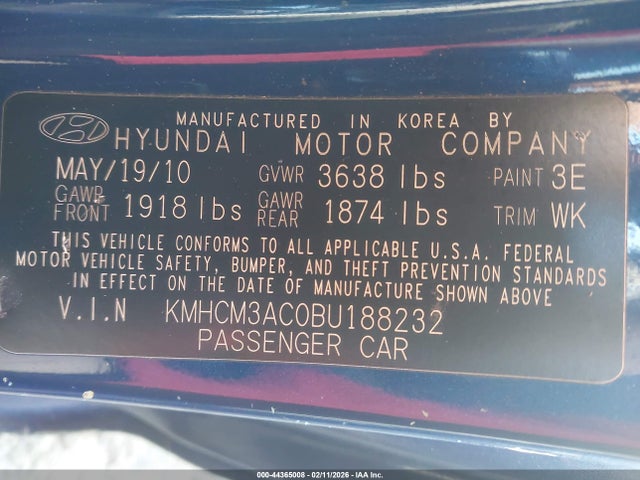 MANUFACTURED IN KOREA BY
HYUNDAI MOTOR COMPANY
MAY/19/10 GVWR 3638 lbs PAINT 3E
GAWR FRONT 1918 lbs GAWR REAR 1874 lbs TRIM WK
THIS VEHICLE CONFORMS TO ALL APPLICABLE U.S.A. FEDERAL
MOTOR VEHICLE SAFETY, BUMPER, AND THEFT PREVENTION STANDARDS
IN EFFECT ON THE DATE OF MANUFACTURE SHOWN ABOVE
V.I.N KMHCM3AC0BU188232
PASSENGER CAR
000-44365008 - 02/11/2026 - IAA Inc.